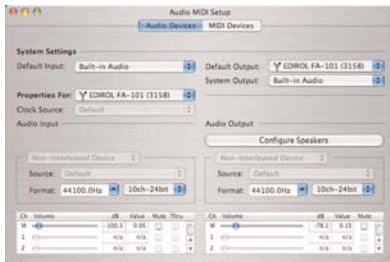 Audio MIDI Setup
Audio Devices MIDI Devices
System Settings
Default Input: Built-in Audio
Default Output: EDIROL FA-101 (3158)
System Output: Built-in Audio
Properties For: EDIROL FA-101 (3158)
Clock Source: Default
Audio Input
Audio Output
Configure Speakers
Non-Interleaved Device
Non-Interleaved Device
Source: Default
Source: Default
Format: 44100.0Hz 10ch-24bit
Format: 44100.0Hz 10ch-24bit
Ch Volume dB Value Mute Thru
Ch Volume dB Value Mute
M -100.3 0.05
M -78.1 0.15
1 n/a n/a
1 n/a n/a
2 n/a n/a
2 n/a n/a